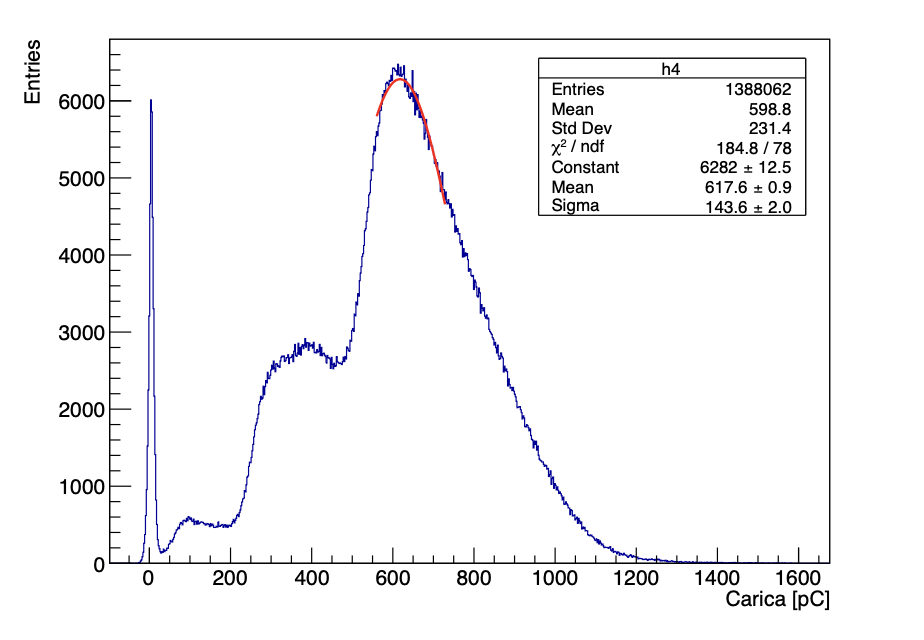 Entries
6000
5000
4000
3000
2000
1000
0
h4
Entries 1388062
Mean 598.8
Std Dev 231.4
χ² / ndf 184.8 / 78
Constant 6282 ± 12.5
Mean 617.6 ± 0.9
Sigma 143.6 ± 2.0
0 200 400 600 800 1000 1200 1400 1600
Carica [pC]